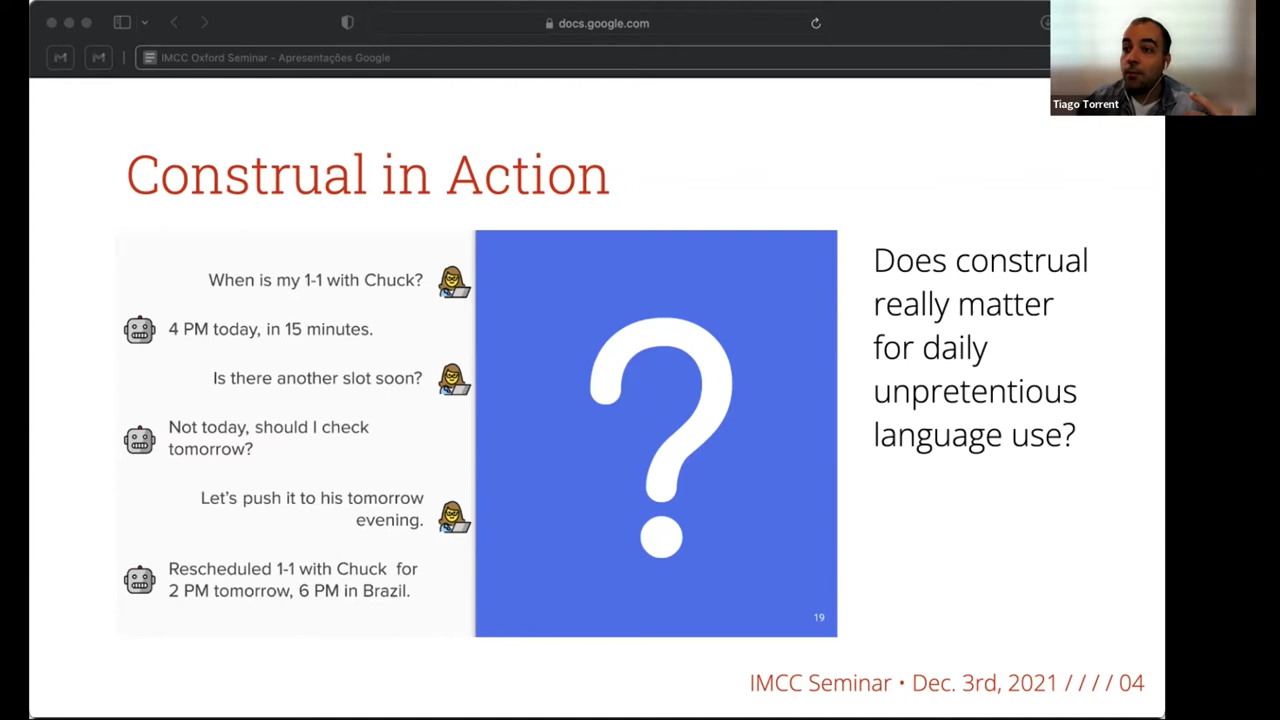 docs.google.com
IMCC Oxford Seminar - Apresentações Google
Tiago Torrent
Construal in Action
When is my 1-1 with Chuck?
4 PM today, in 15 minutes.
Is there another slot soon?
Not today, should I check
tomorrow?
Let's push it to his tomorrow
evening.
Rescheduled 1-1 with Chuck for
2 PM tomorrow, 6 PM in Brazil.
19
Does construal
really matter
for daily
unpretentious
language use?
IMCC Seminar • Dec. 3rd, 2021 //// 04